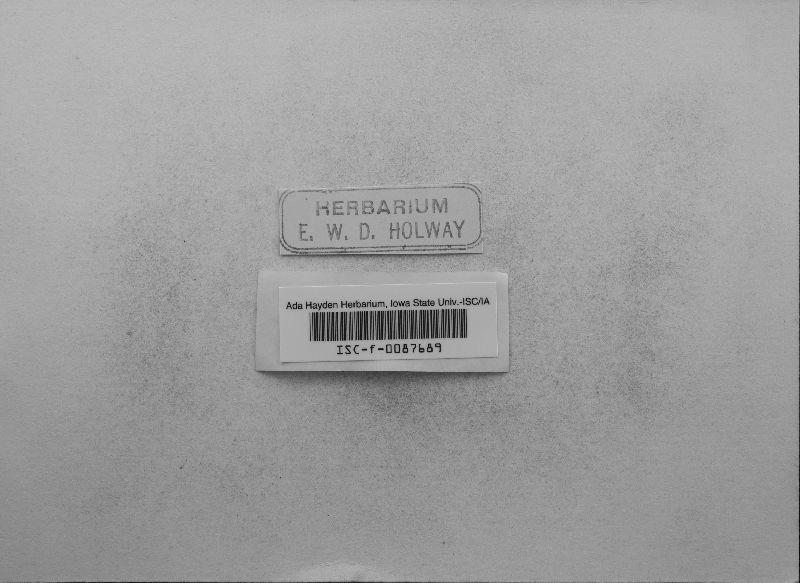 HERBARIUM
E. W. D. HOLWAY
Ada Hayden Herbarium, Iowa State Univ.-ISC/IA
ISC-f-0087689